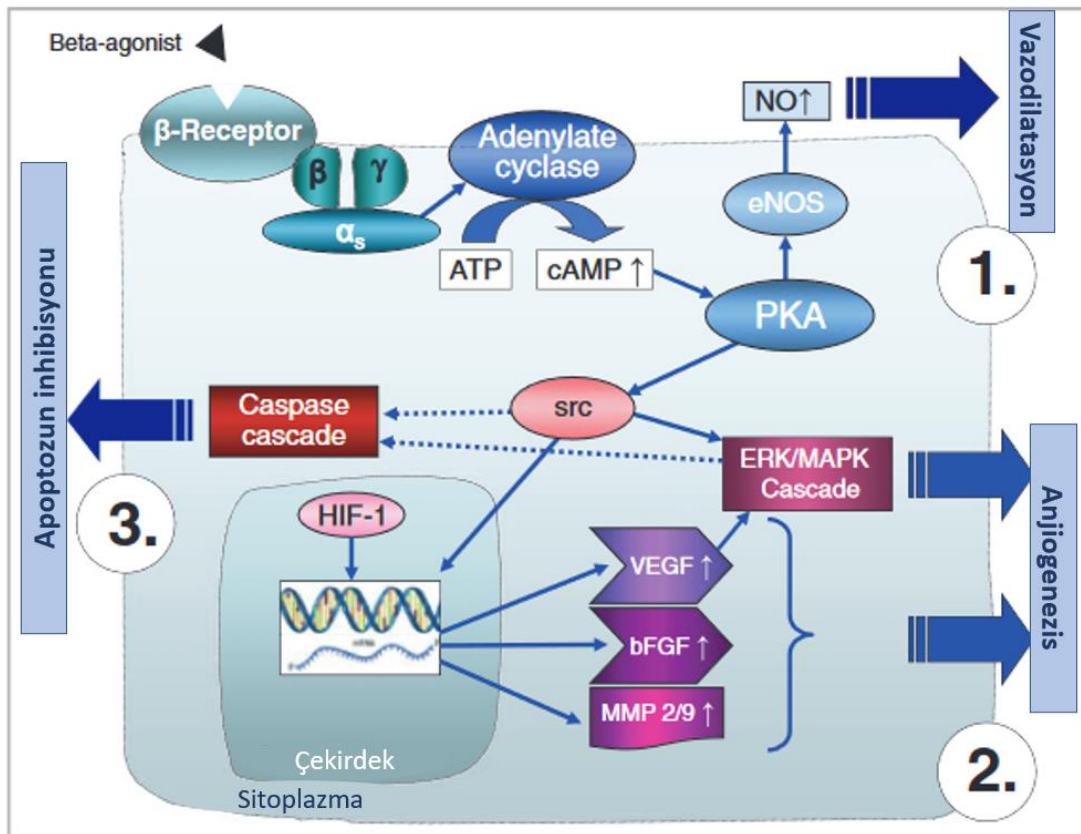 Beta-agonist
β-Receptor
β
γ
αs
Adenylate
cyclase
ATP
cAMP ↑
NO↑
eNOS
PKA
Vazodilatasyon
1.
src
Caspase
cascade
ERK/MAPK
Cascade
Apoptozun inhibisyonu
3.
HIF-1
VEGF ↑
bFGF ↑
MMP 2/9 ↑
Anjiogenezis
2.
Çekirdek
Sitoplazma